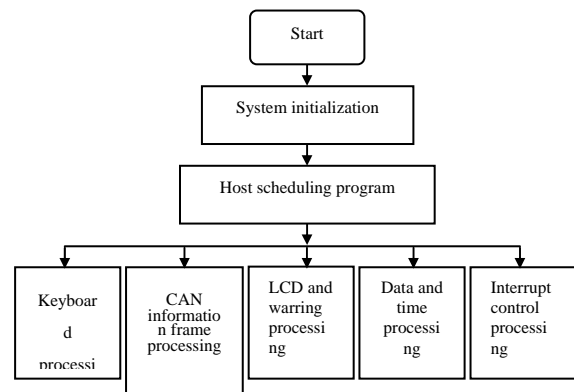 Start
System initialization
Host scheduling program
Keyboar
d
processi
CAN
informatio
n frame
processing
LCD and
warring
processi
ng
Data and
time
processi
ng
Interrupt
control
processi
ng